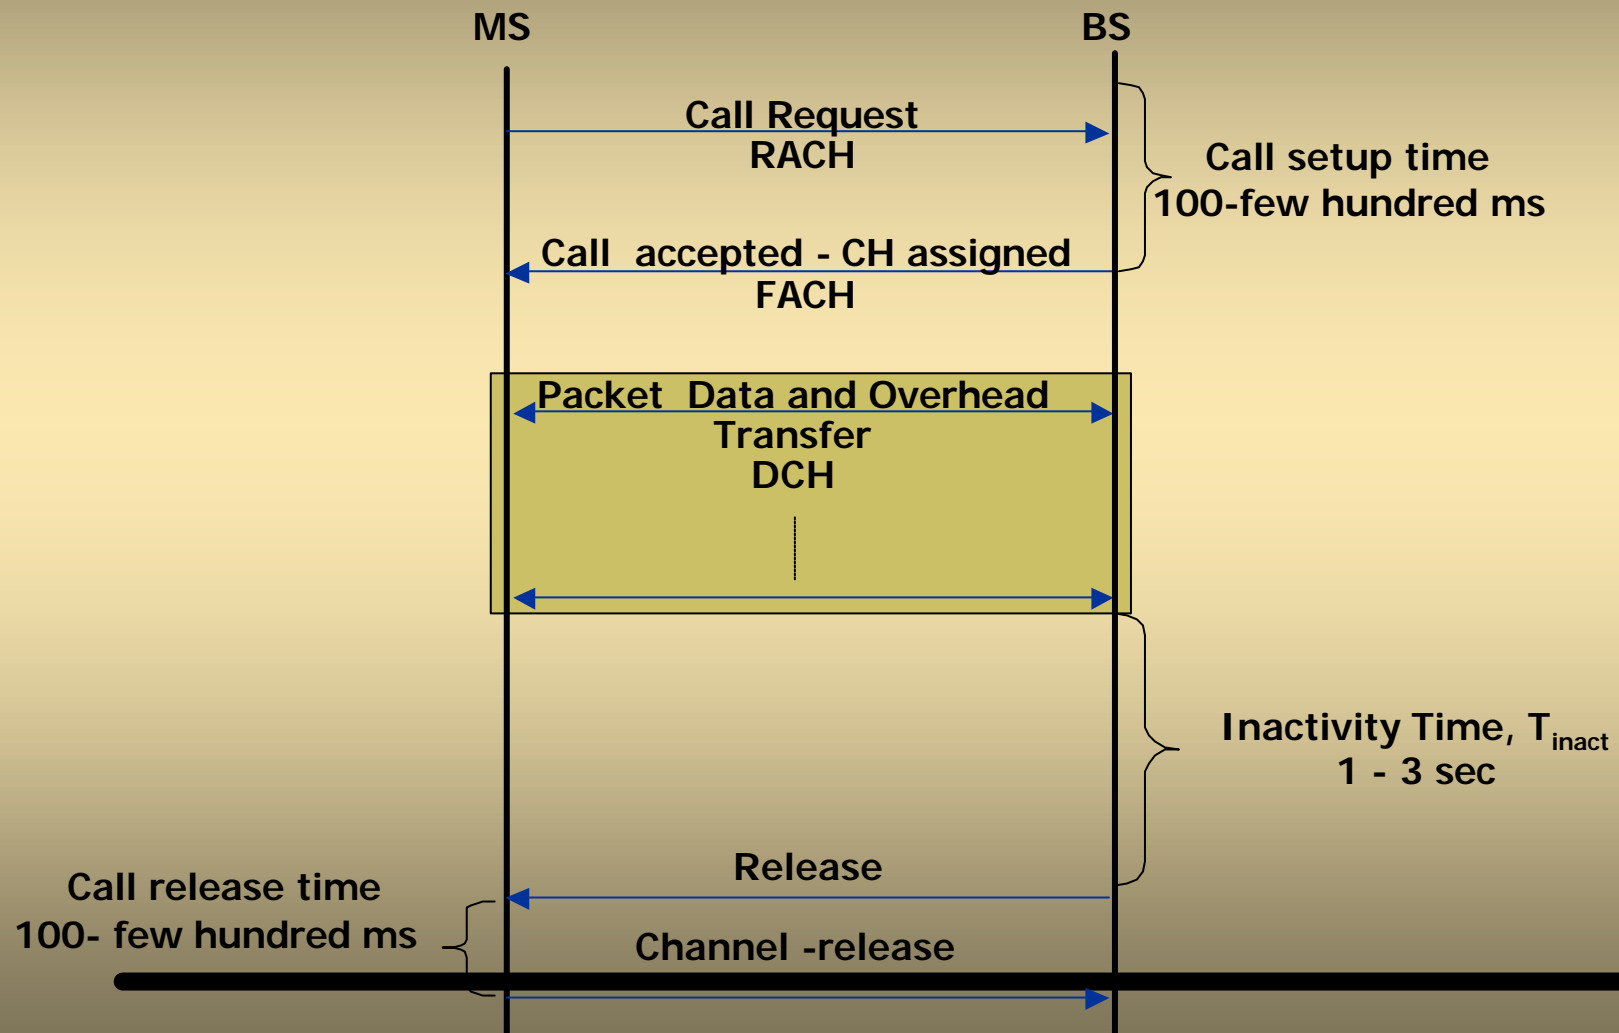 MS
BS
Call Request
RACH
Call setup time
100-few hundred ms
Call accepted - CH assigned
FACH
Packet Data and Overhead
Transfer
DCH
Inactivity Time, Tinact
1 - 3 sec
Release
Call release time
100- few hundred ms
Channel -release